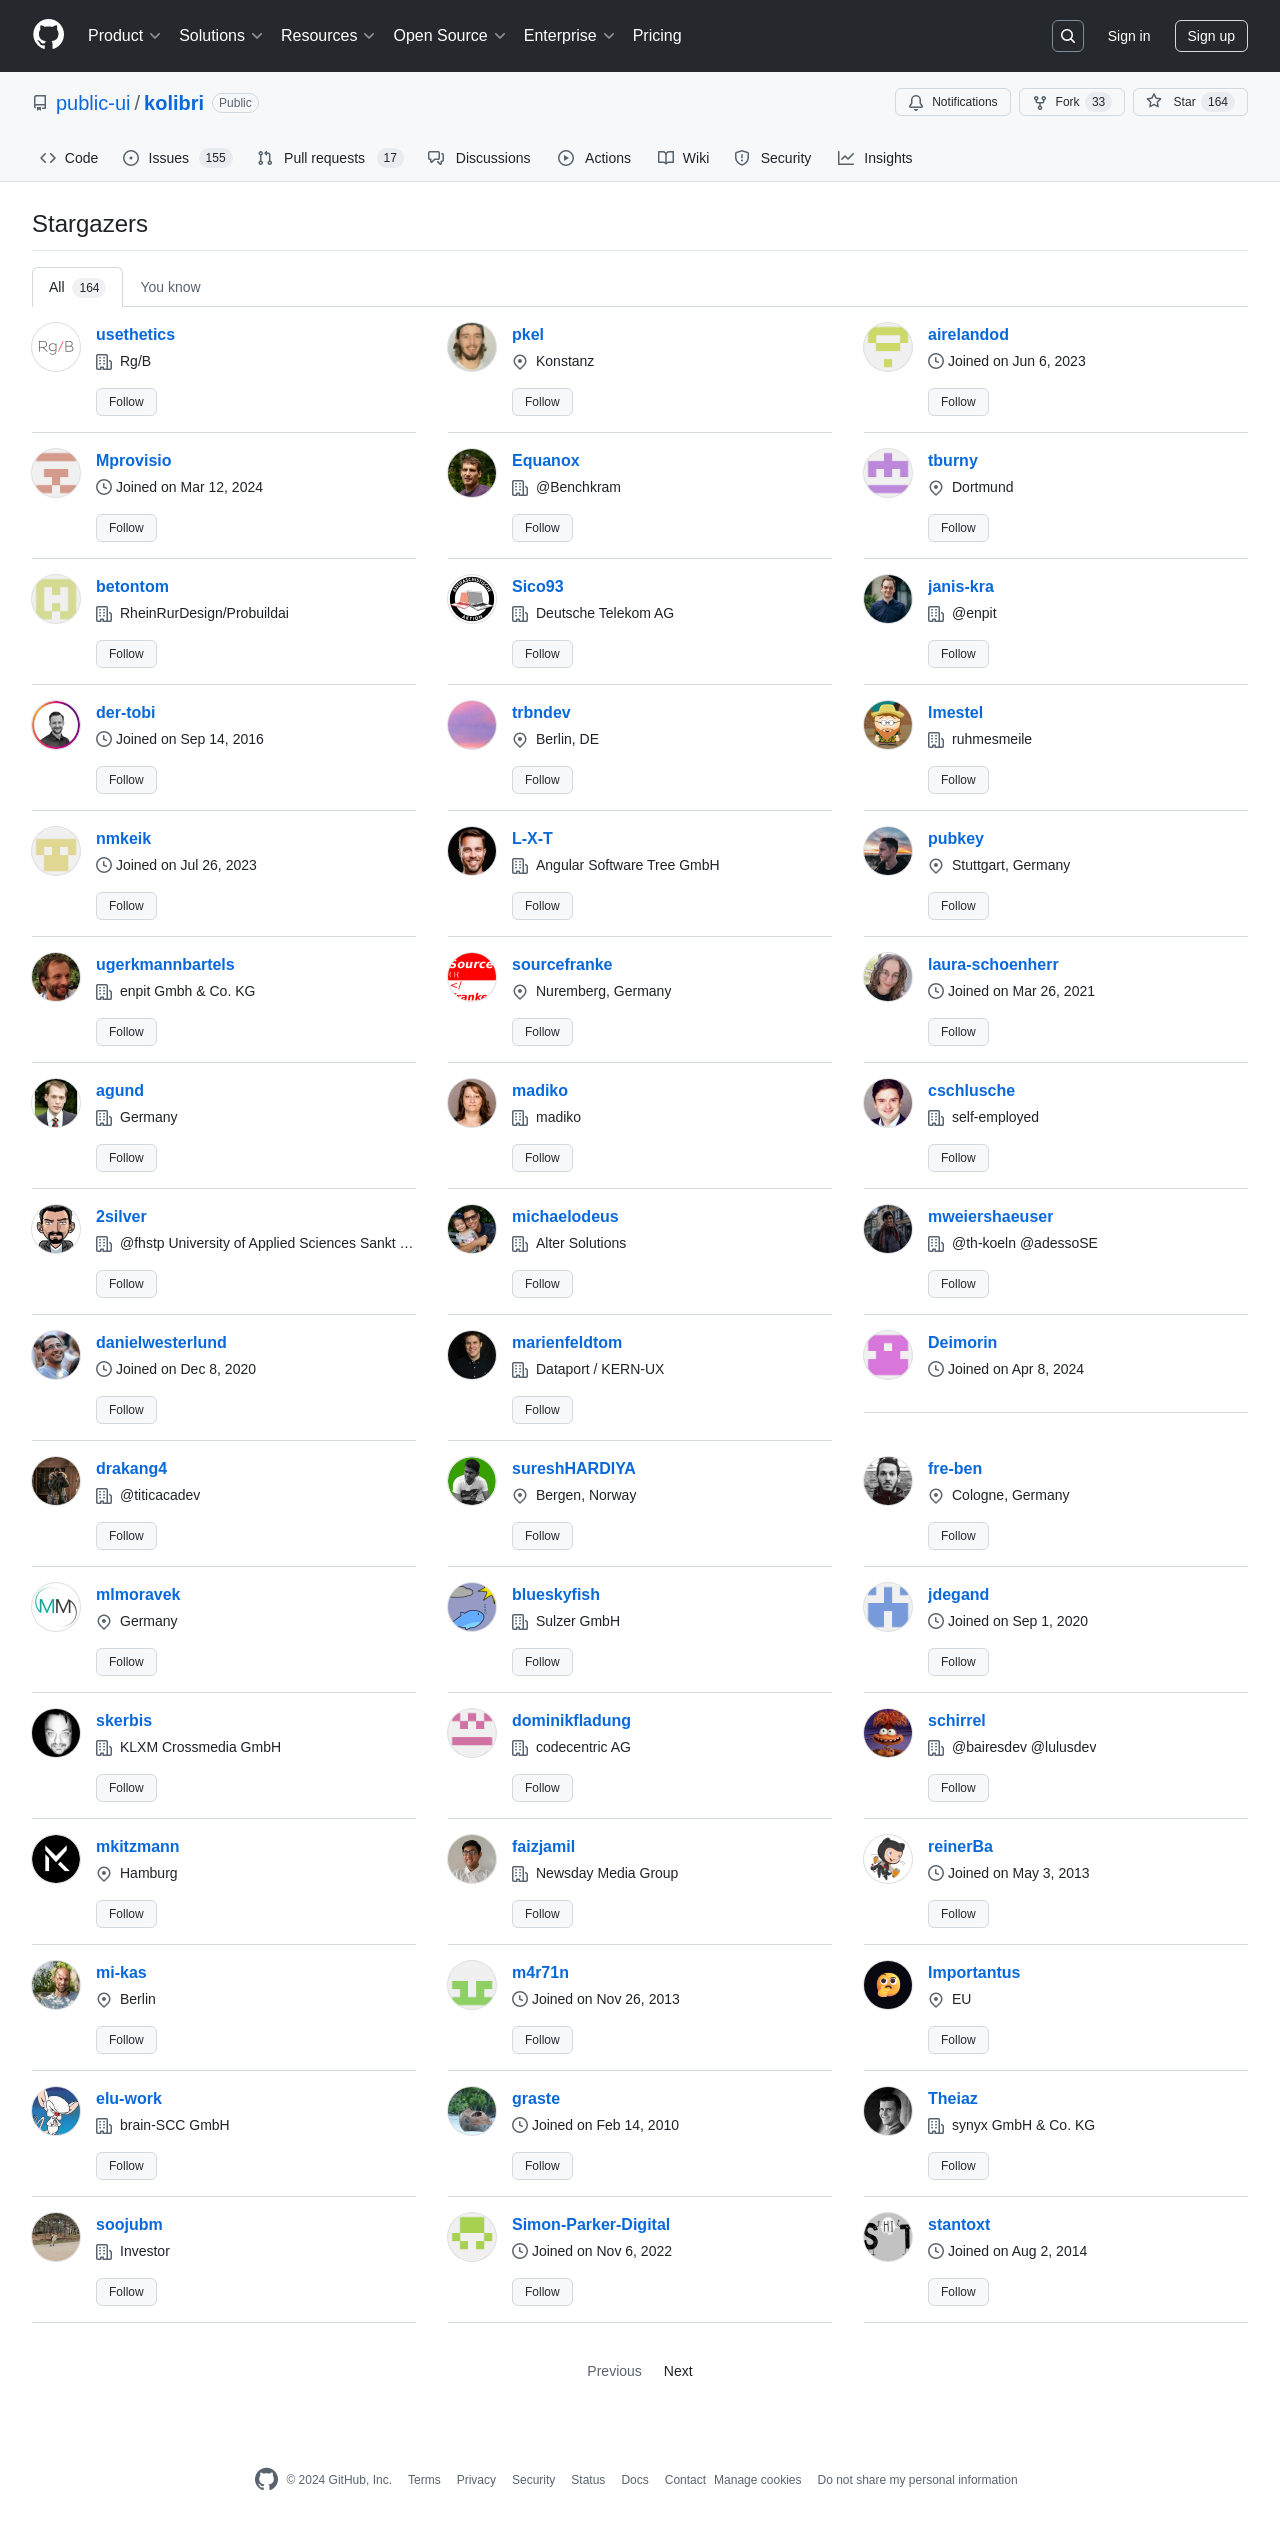 Product Solutions Resources Open Source Enterprise Pricing Sign in Sign up
public-ui / kolibri Public Notifications Fork 33 Star 164
Code Issues 155 Pull requests 17 Discussions Actions Wiki Security Insights
Stargazers
All 164 You know
usethetics pkel airelandod
Rg/B Rg/B Konstanz Joined on Jun 6, 2023
Follow Follow Follow
Mprovisio Equanox tburny
Joined on Mar 12, 2024 @Benchkram Dortmund
Follow Follow Follow
betontom Sico93 janis-kra
RheinRurDesign/Probuildai Deutsche Telekom AG @enpit
Follow Follow Follow
der-tobi trbndev lmestel
Joined on Sep 14, 2016 Berlin, DE ruhmesmeile
Follow Follow Follow
nmkeik L-X-T pubkey
Joined on Jul 26, 2023 Angular Software Tree GmbH Stuttgart, Germany
Follow Follow Follow
ugerkmannbartels Source sourcefranke laura-schoenherr
enpit Gmbh & Co. KG </ Nuremberg, Germany Joined on Mar 26, 2021
ranke
Follow Follow Follow
agund madiko cschlusche
Germany madiko self-employed
Follow Follow Follow
2silver michaelodeus mweiershaeuser
@fhstp University of Applied Sciences Sankt … Alter Solutions @th-koeln @adessoSE
Follow Follow Follow
danielwesterlund marienfeldtom Deimorin
Joined on Dec 8, 2020 Dataport / KERN-UX Joined on Apr 8, 2024
Follow Follow
drakang4 sureshHARDIYA fre-ben
@titicacadev Bergen, Norway Cologne, Germany
Follow Follow Follow
mlmoravek blueskyfish jdegand
MM Germany Sulzer GmbH Joined on Sep 1, 2020
Follow Follow Follow
skerbis dominikfladung schirrel
KLXM Crossmedia GmbH codecentric AG @bairesdev @lulusdev
Follow Follow Follow
mkitzmann faizjamil reinerBa
Hamburg Newsday Media Group Joined on May 3, 2013
Follow Follow Follow
mi-kas m4r71n Importantus
Berlin Joined on Nov 26, 2013 EU
Follow Follow Follow
elu-work graste Theiaz
brain-SCC GmbH Joined on Feb 14, 2010 synyx GmbH & Co. KG
Follow Follow Follow
soojubm Simon-Parker-Digital HI stantoxt
Investor Joined on Nov 6, 2022 Joined on Aug 2, 2014
Follow Follow Follow
Previous Next
© 2024 GitHub, Inc. Terms Privacy Security Status Docs Contact Manage cookies Do not share my personal information